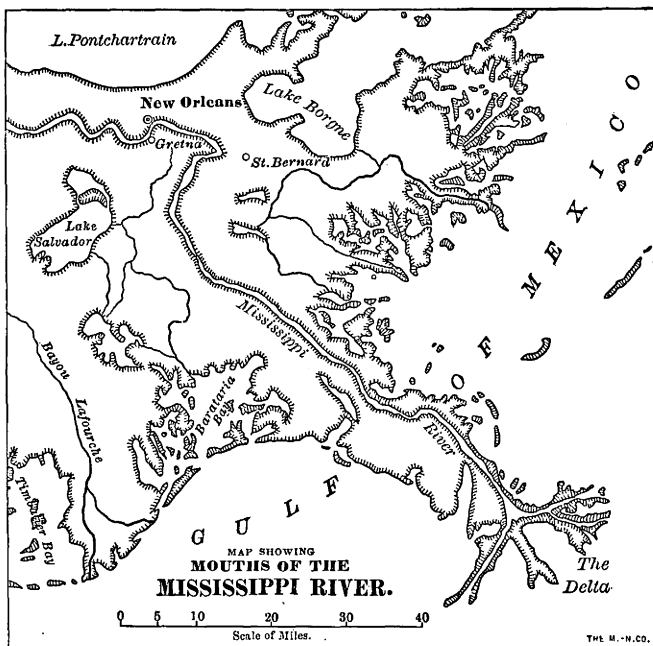 L. Pontchartrain
New Orleans
Lake Borgne
Gretna
St. Bernard
Lake
Salvador
Mississippi
River
Bayou
Lafourche
Barataria
Bay
Timbalier Bay
GULF OF MEXICO
The
Delta
MAP SHOWING
MOUTHS OF THE
MISSISSIPPI RIVER.
0 5 10 20 30 40
Scale of Miles.
THE M.-N. CO.